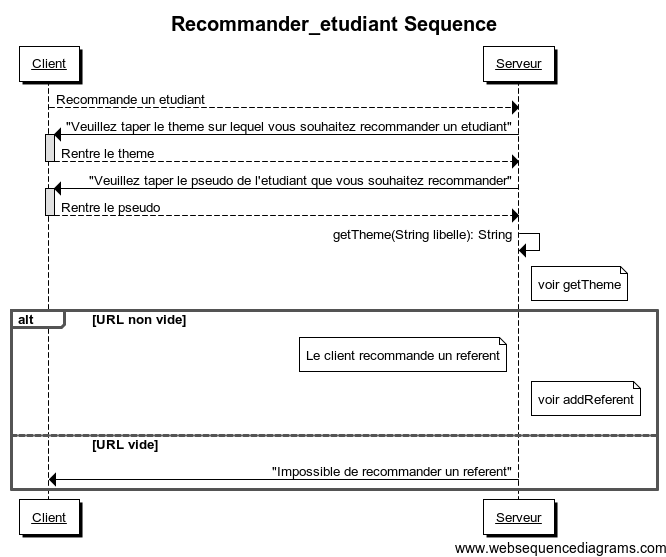 Recommander_etudiant Sequence
Client
Serveur
Recommande un etudiant
"Veuillez taper le theme sur lequel vous souhaitez recommander un etudiant"
Rentre le theme
"Veuillez taper le pseudo de l'etudiant que vous souhaitez recommander"
Rentre le pseudo
getTheme(String libelle): String
voir getTheme
alt
[URL non vide]
Le client recommande un referent
voir addReferent
[URL vide]
"Impossible de recommander un referent"
Client
Serveur
www.websequencediagrams.com